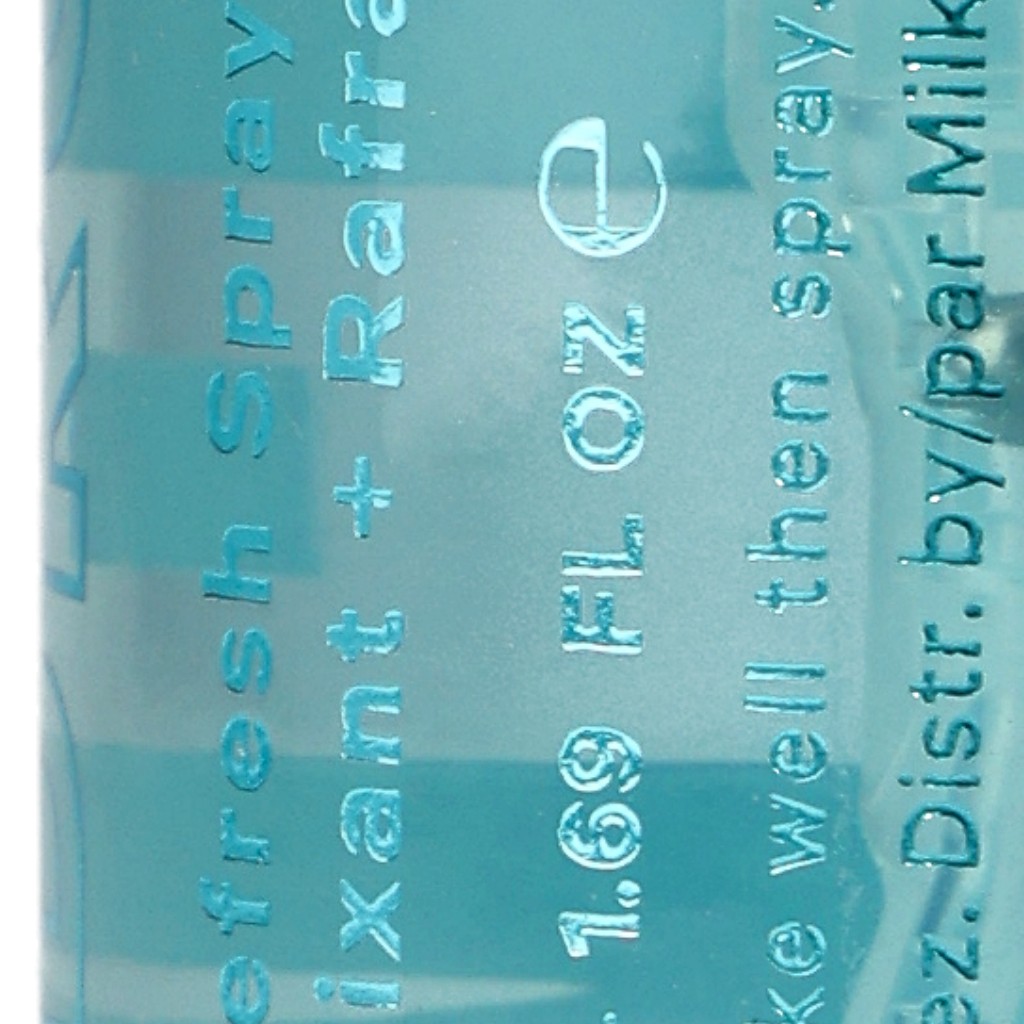 efresh Spray
ixant + Rafra
1.69 FL OZ e
ke well then spray.
ez. Distr. by/par Milk